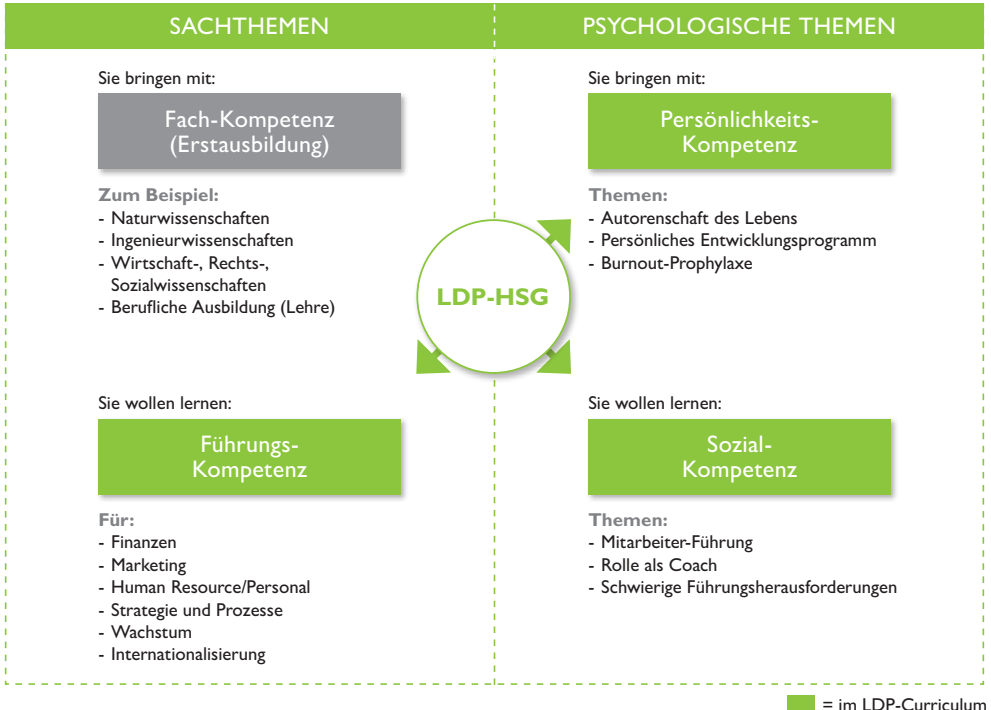 SACHTHEMEN
PSYCHOLOGISCHE THEMEN
Sie bringen mit:
Fach-Kompetenz
(Erstausbildung)
Zum Beispiel:
- Naturwissenschaften
- Ingenieurwissenschaften
- Wirtschaft-, Rechts-,
Sozialwissenschaften
- Berufliche Ausbildung (Lehre)
Sie bringen mit:
Persönlichkeits-
Kompetenz
Themen:
- Autorenschaft des Lebens
- Persönliches Entwicklungsprogramm
- Burnout-Prophylaxe
LDP-HSG
Sie wollen lernen:
Führungs-
Kompetenz
Für:
- Finanzen
- Marketing
- Human Resource/Personal
- Strategie und Prozesse
- Wachstum
- Internationalisierung
Sie wollen lernen:
Sozial-
Kompetenz
Themen:
- Mitarbeiter-Führung
- Rolle als Coach
- Schwierige Führungsherausforderungen
= im LDP-Curriculum